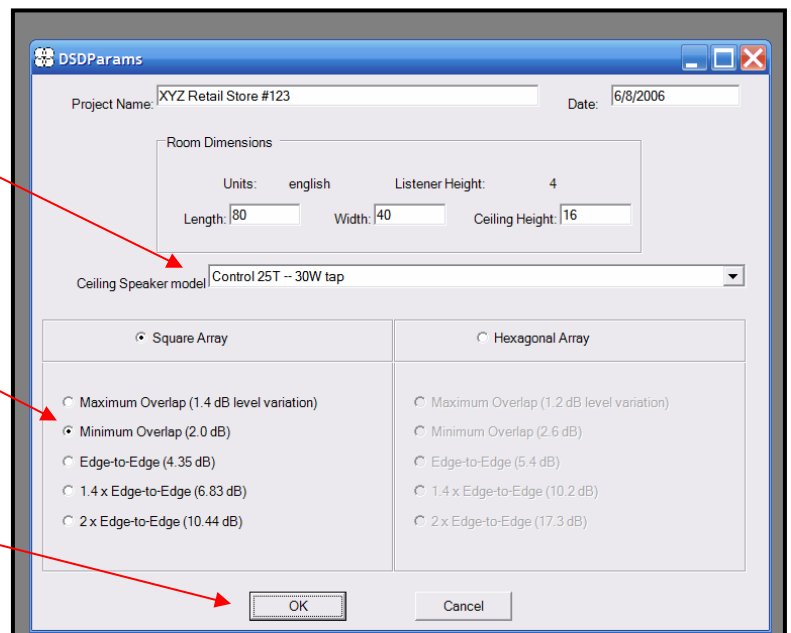 DSDParams
Project Name: XYZ Retail Store #123 Date: 6/8/2006
Room Dimensions
Units: english Listener Height: 4
Length: 80 Width: 40 Ceiling Height: 16
Ceiling Speaker model Control 25T -- 30W tap
Square Array Hexagonal Array
Maximum Overlap (1.4 dB level variation) Maximum Overlap (1.2 dB level variation)
Minimum Overlap (2.0 dB) Minimum Overlap (2.6 dB)
Edge-to-Edge (4.35 dB) Edge-to-Edge (5.4 dB)
1.4 x Edge-to-Edge (6.83 dB) 1.4 x Edge-to-Edge (10.2 dB)
2 x Edge-to-Edge (10.44 dB) 2 x Edge-to-Edge (17.3 dB)
OK Cancel